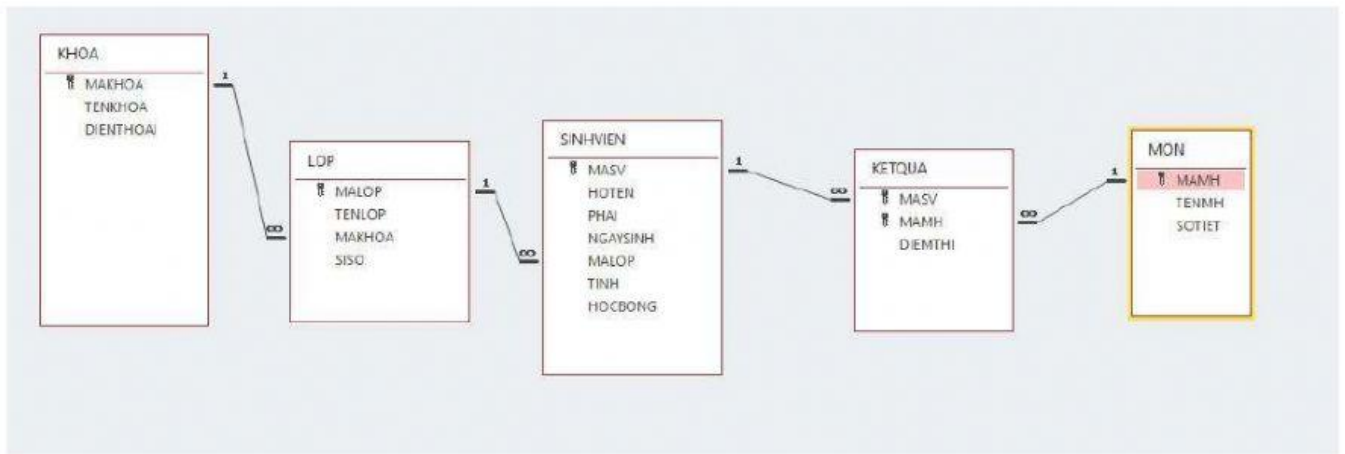 KHOA
MAKHOA
TENKHOA
DIENTHOAI
1
∞
LOP
MALOP
TENLOP
MAKHOA
SISO
1
∞
SINHVIEN
MASV
HOTEN
PHAI
NGAYSINH
MALOP
TINH
HOCBONG
1
∞
KETQUA
MASV
MAMH
DIEMTHI
∞
1
MON
MAMH
TENMH
SOTIET